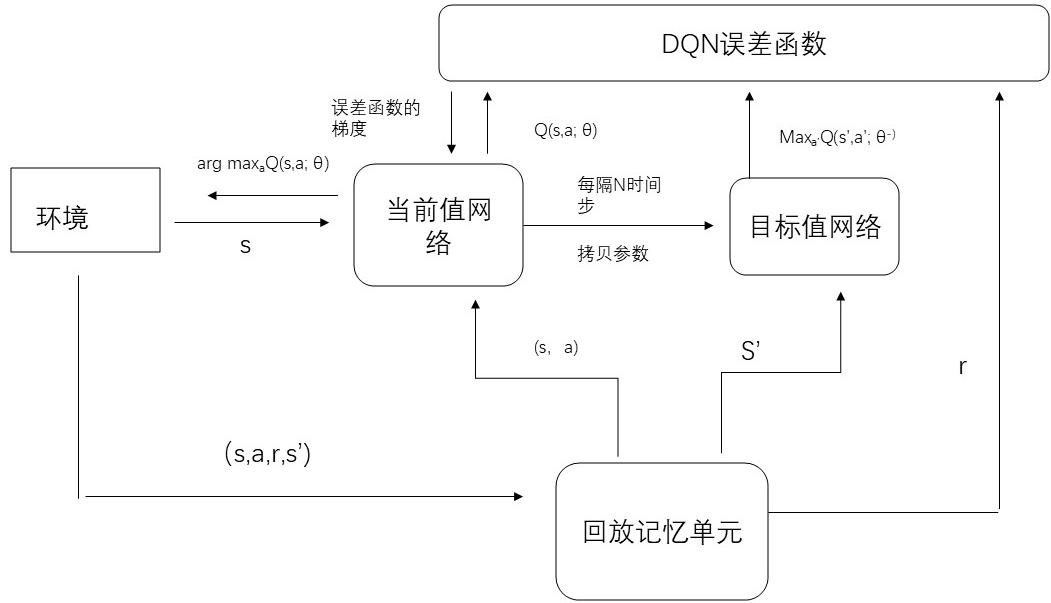 DQN误差函数
误差函数的
梯度
Q(s,a; θ)
Maxₐ'Q(s',a'; θ⁻)
arg maxₐQ(s,a; θ)
每隔N时间
步
环境
当前值网
络
目标值网络
s
拷贝参数
(s, a)
S'
r
(s,a,r,s')
回放记忆单元